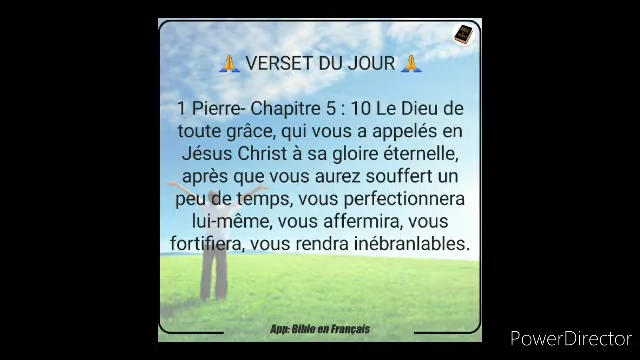 🙏 VERSET DU JOUR 🙏
1 Pierre- Chapitre 5 : 10 Le Dieu de
toute grâce, qui vous a appelés en
Jésus Christ à sa gloire éternelle,
après que vous aurez souffert un
peu de temps, vous perfectionnera
lui-même, vous affermira, vous
fortifiera, vous rendra inébranlables.
App: Bible en Français
PowerDirector